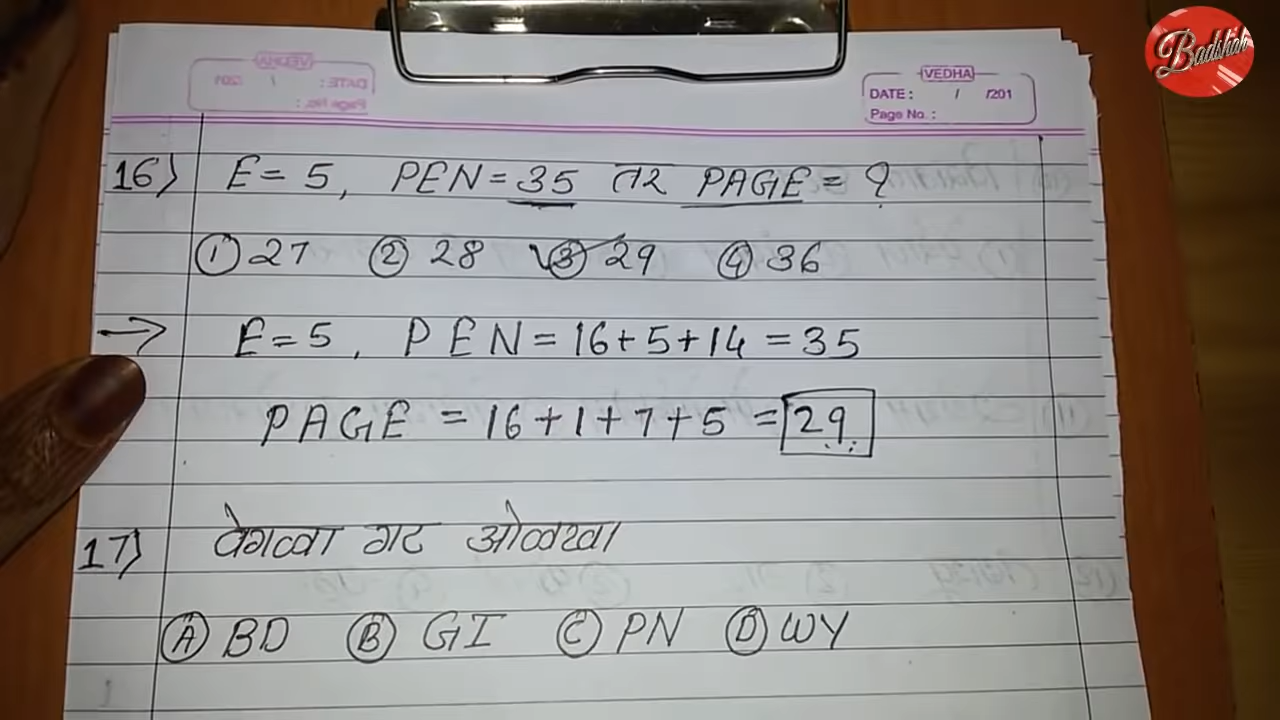 Badshah
VEDHA
DATE : / /201
Page No. :
16) E = 5, PEN = 35 तर PAGE = ?
① 27 ② 28 ③ 29 ④ 36
→ E = 5, PEN = 16 + 5 + 14 = 35
PAGE = 16 + 1 + 7 + 5 = 29
17) वेगळा गट ओळखा
Ⓐ BD Ⓑ GI Ⓒ PN Ⓓ WY